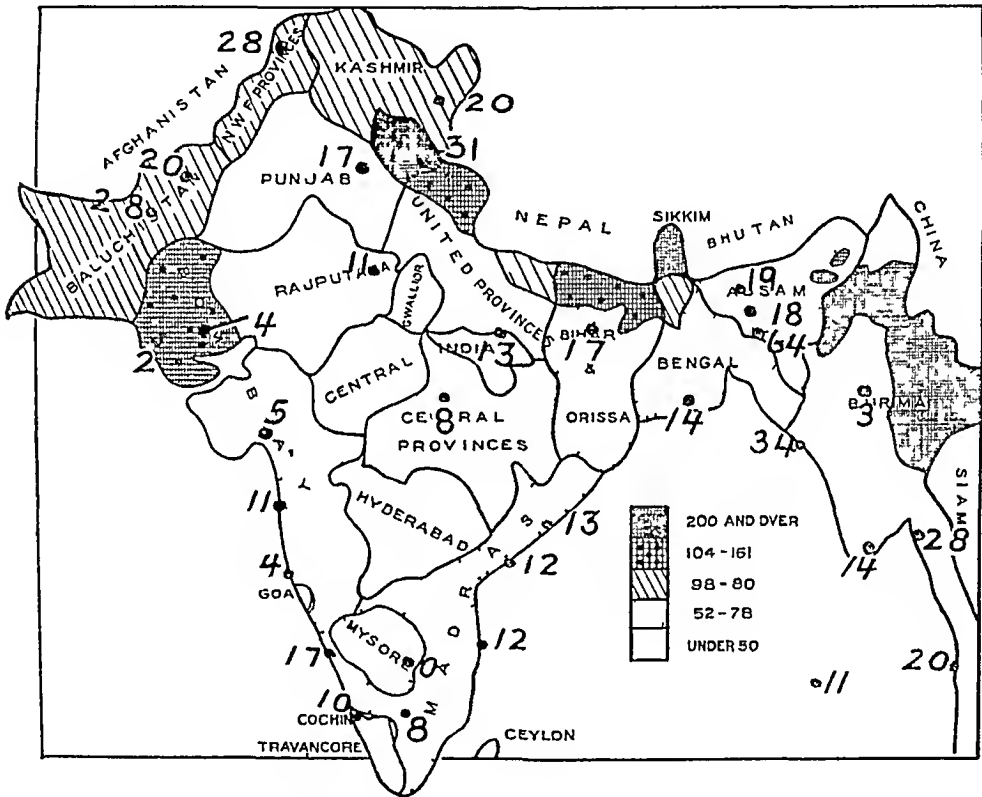 28
KASHMIR
N W F PROVINCES
AFGHANISTAN
20
31
20
17
PUNJAB
28
BALUCHISTAN
UNITED PROVINCES
NEPAL
SIKKIM
BHUTAN
CHINA
11
RAJPUTANA
GWALLIOR
19
ASSAM
18
64
4
2
INDIA
13
BIHAR
17
BENGAL
CENTRAL
8
CENTRAL
PROVINCES
ORISSA
14
34
BURMA
3
5
11
HYDERABAD
13
12
SIAM
28
14
200 AND OVER
104-161
98-80
52-78
UNDER 50
4
GOA
MYSORE
0
MADRAS
12
17
20
11
10
COCHIN
8
TRAVANCORE
CEYLON